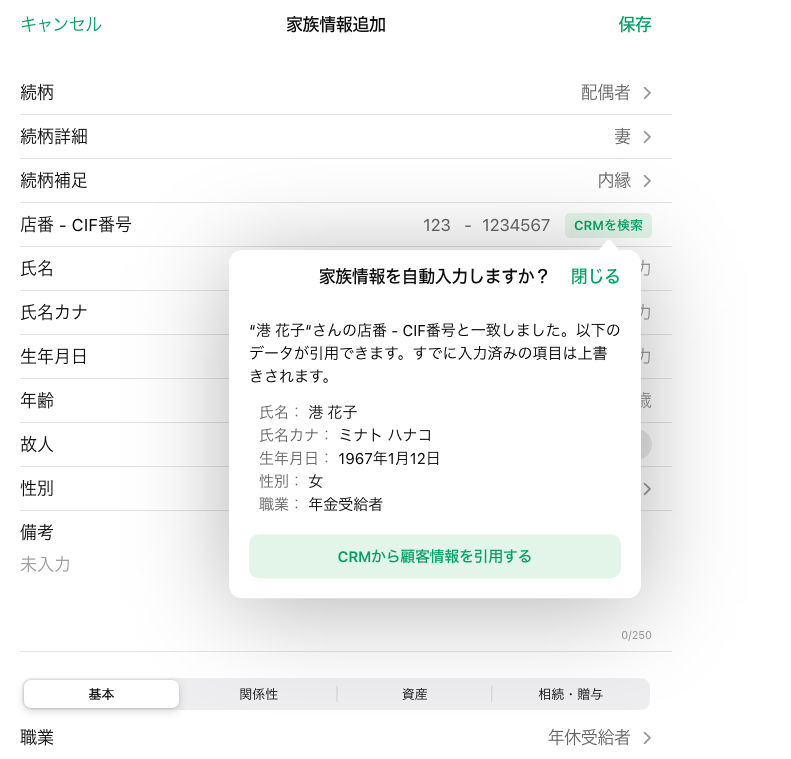 キャンセル 家族情報追加 保存
続柄 配偶者
続柄詳細 妻
続柄補足 内縁
店番 - CIF番号 123 - 1234567 CRMを検索
氏名 力
氏名カナ 力
生年月日 力
年齢 歳
故人
性別
備考
未入力
家族情報を自動入力しますか？ 閉じる
“港 花子“さんの店番 - CIF番号と一致しました。以下の
データが引用できます。すでに入力済みの項目は上書
きされます。
氏名： 港 花子
氏名カナ： ミナト ハナコ
生年月日： 1967年1月12日
性別： 女
職業： 年金受給者
CRMから顧客情報を引用する
0/250
基本 関係性 資産 相続・贈与
職業 年休受給者